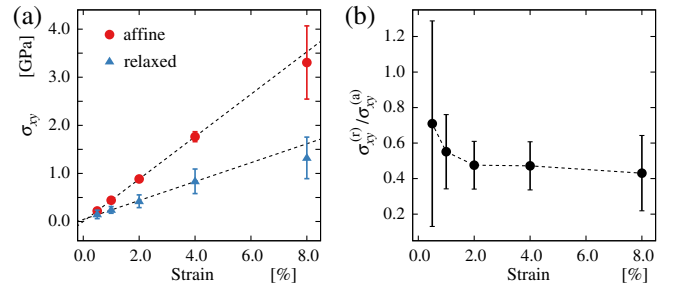 (a)
4.0
3.0
2.0
1.0
0.0
[GPa]
σxy
affine
relaxed
0.0 2.0 4.0 6.0 8.0
Strain [%]
(b)
1.2
1.0
0.8
0.6
0.4
0.2
σxy(r)/σxy(a)
0.0 2.0 4.0 6.0 8.0
Strain [%]